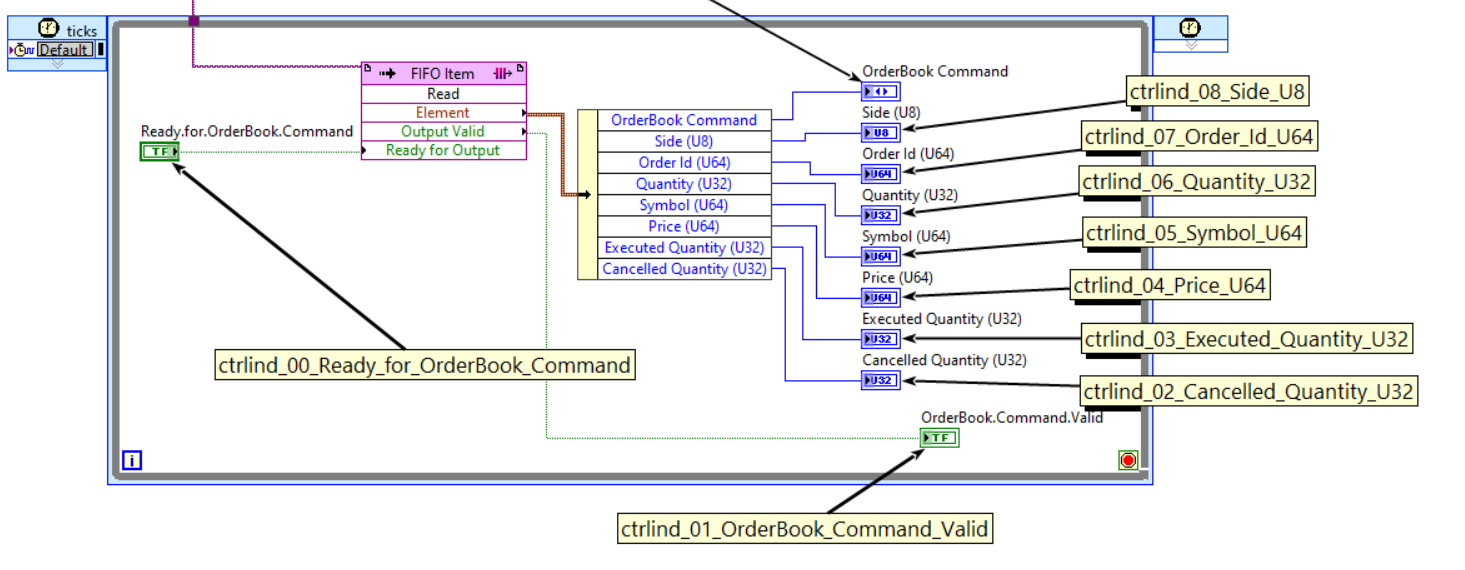 ticks
Default
FIFO Item
Read
Element
Output Valid
Ready for Output
Ready.for.OrderBook.Command
TF
OrderBook Command
Side (U8)
Order Id (U64)
Quantity (U32)
Symbol (U64)
Price (U64)
Executed Quantity (U32)
Cancelled Quantity (U32)
OrderBook Command
Side (U8)
U8
Order Id (U64)
U64
Quantity (U32)
U32
Symbol (U64)
U64
Price (U64)
U64
Executed Quantity (U32)
U32
Cancelled Quantity (U32)
U32
OrderBook.Command.Valid
TF
ctrlind_08_Side_U8
ctrlind_07_Order_Id_U64
ctrlind_06_Quantity_U32
ctrlind_05_Symbol_U64
ctrlind_04_Price_U64
ctrlind_03_Executed_Quantity_U32
ctrlind_02_Cancelled_Quantity_U32
ctrlind_00_Ready_for_OrderBook_Command
i
ctrlind_01_OrderBook_Command_Valid